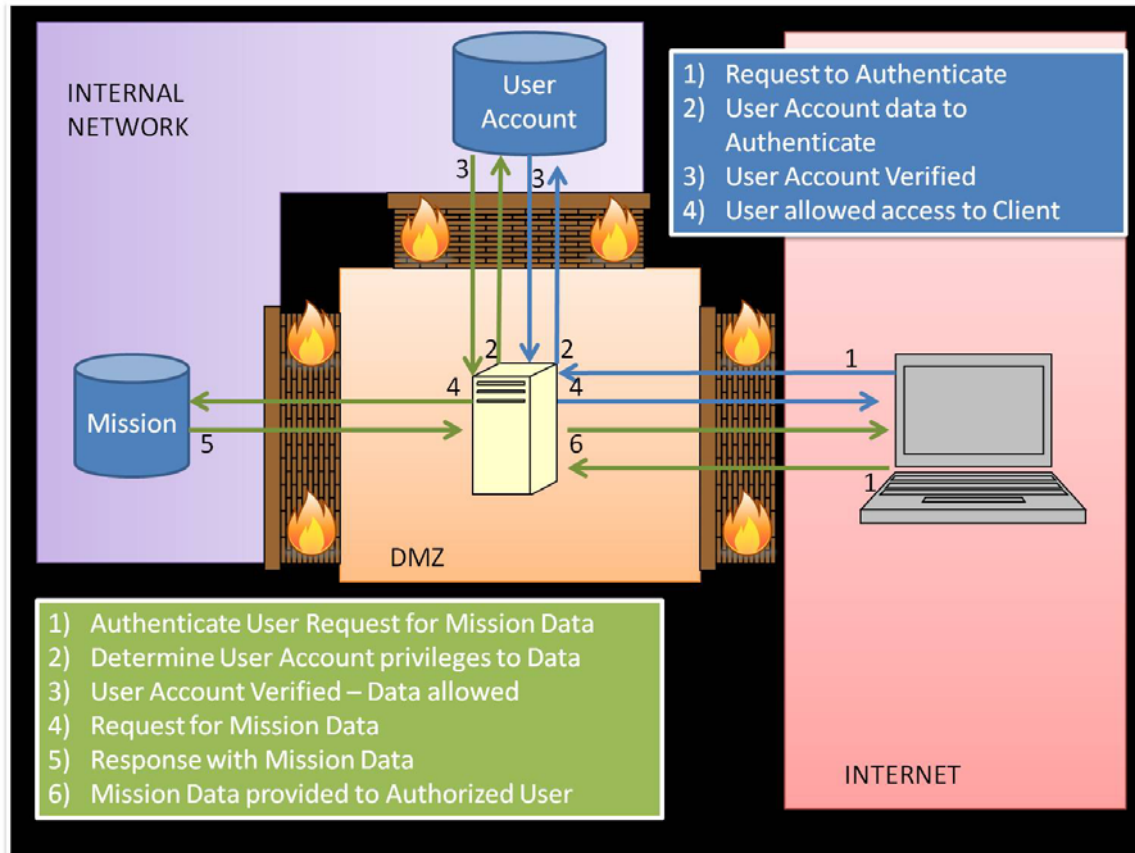 INTERNAL
NETWORK
User
Account
1) Request to Authenticate
2) User Account data to
Authenticate
3) User Account Verified
4) User allowed access to Client
3
3
2
2
1
4
4
Mission
5
6
1
DMZ
1) Authenticate User Request for Mission Data
2) Determine User Account privileges to Data
3) User Account Verified – Data allowed
4) Request for Mission Data
5) Response with Mission Data
6) Mission Data provided to Authorized User
INTERNET